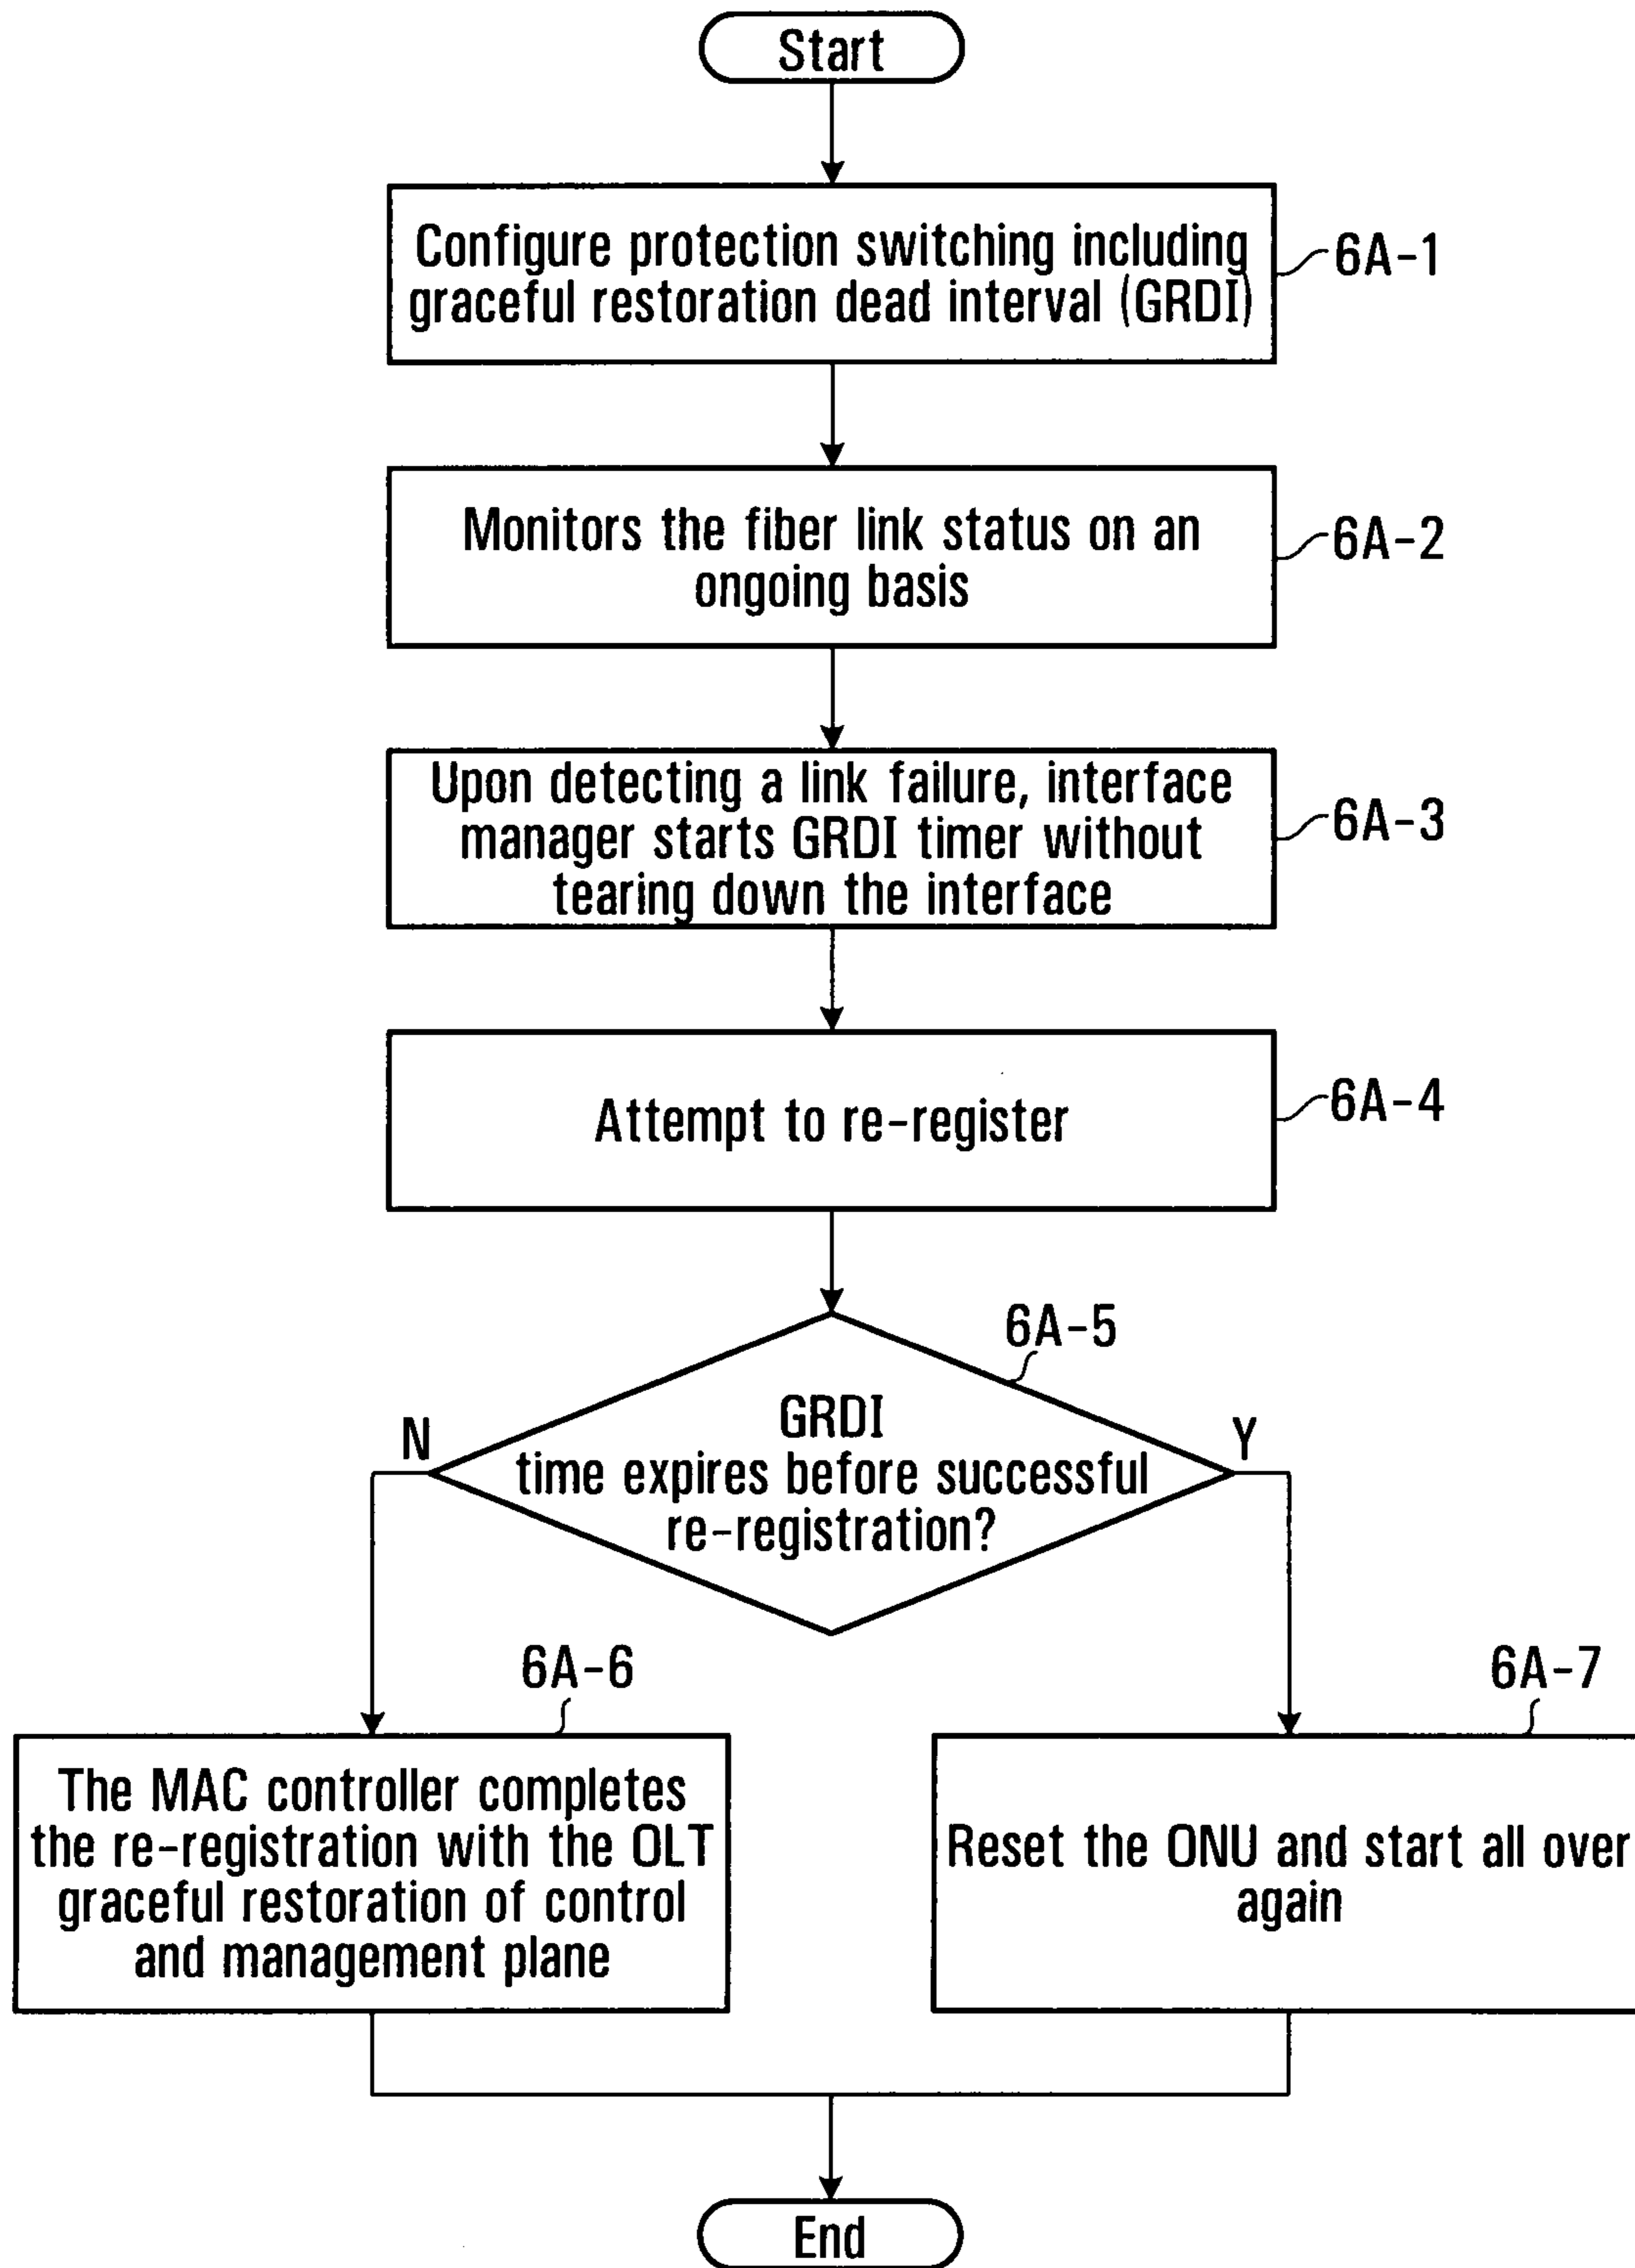 Start
Configure protection switching including
graceful restoration dead interval (GRDI)
6A-1
Monitors the fiber link status on an
ongoing basis
6A-2
Upon detecting a link failure, interface
manager starts GRDI timer without
tearing down the interface
6A-3
Attempt to re-register
6A-4
6A-5
GRDI
time expires before successful
re-registration?
N
Y
6A-6
The MAC controller completes
the re-registration with the OLT
graceful restoration of control
and management plane
6A-7
Reset the ONU and start all over
again
End